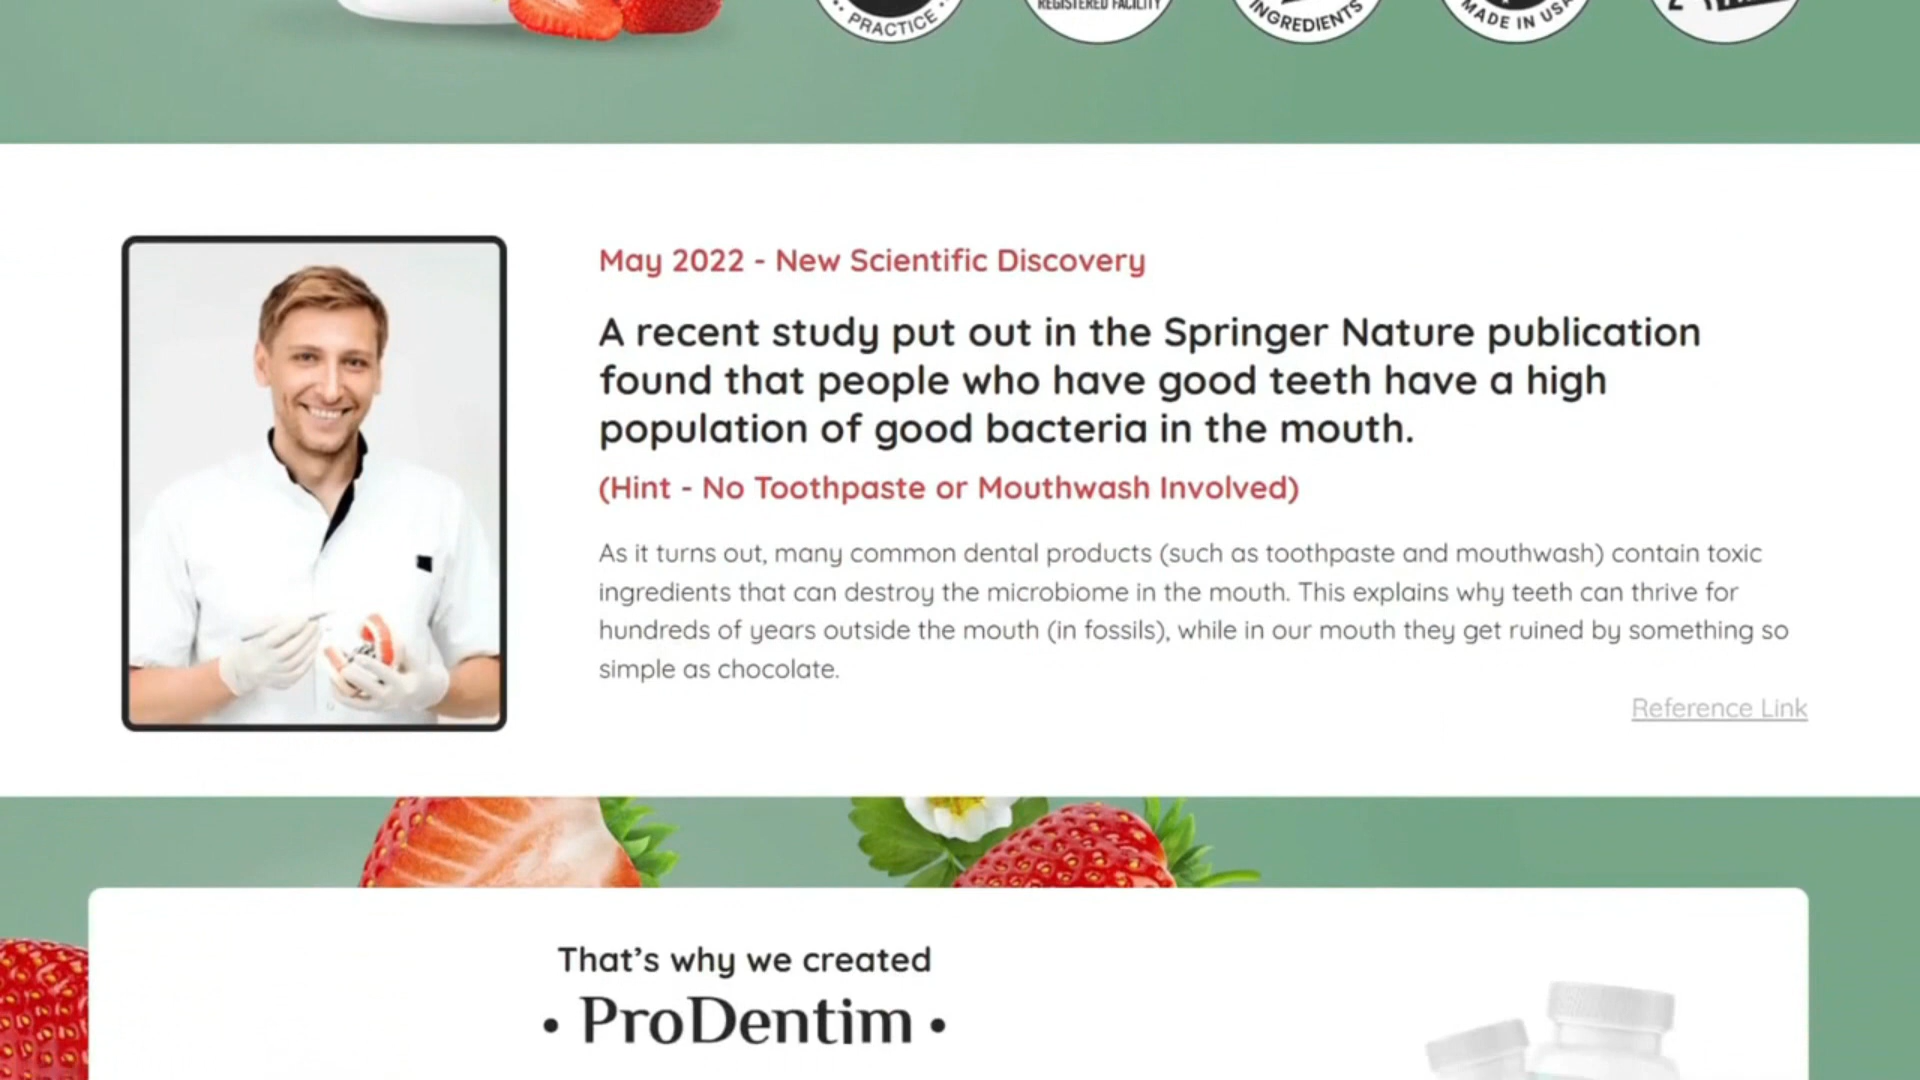 PRACTICE
REGISTERED FACILITY
INGREDIENTS
MADE IN USA
May 2022 - New Scientific Discovery
A recent study put out in the Springer Nature publication
found that people who have good teeth have a high
population of good bacteria in the mouth.
(Hint - No Toothpaste or Mouthwash Involved)
As it turns out, many common dental products (such as toothpaste and mouthwash) contain toxic
ingredients that can destroy the microbiome in the mouth. This explains why teeth can thrive for
hundreds of years outside the mouth (in fossils), while in our mouth they get ruined by something so
simple as chocolate.
Reference Link
That’s why we created
• ProDentim •